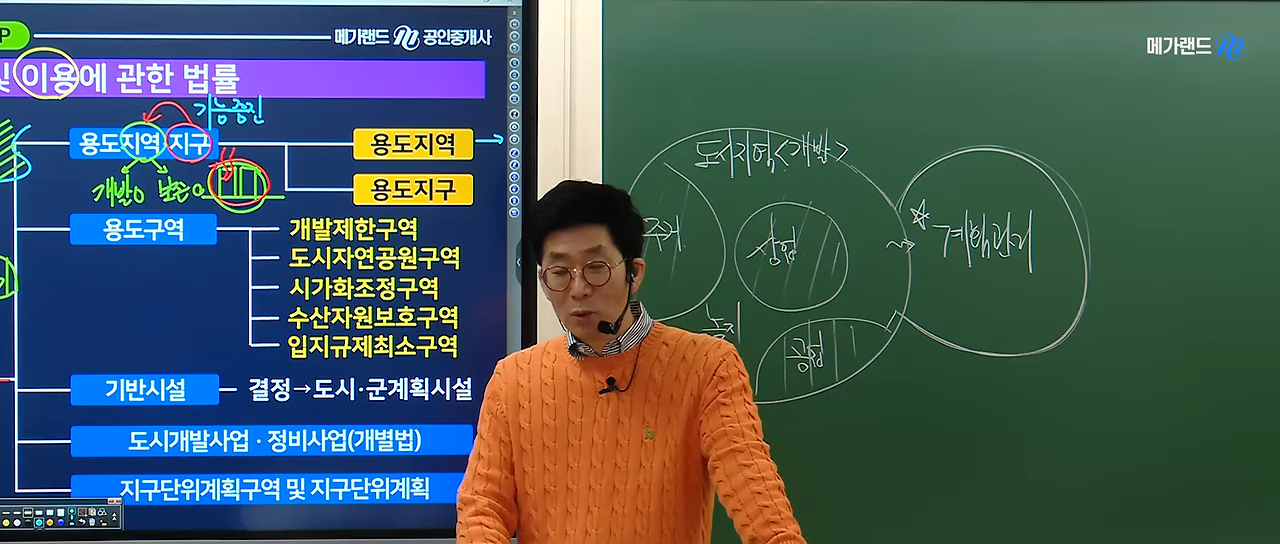 P
메가랜드 공인중개사
및 이용에 관한 법률
기능증진
용도지역 지구
용도지역
개발 보존
용도지구
용도구역
개발제한구역
도시자연공원구역
시가화조정구역
수산자원보호구역
입지규제최소구역
기반시설
결정→도시·군계획시설
도시개발사업 · 정비사업(개별법)
지구단위계획구역 및 지구단위계획
메가랜드
도시지역<개발>
주거
상업
녹지
공업
계획관리